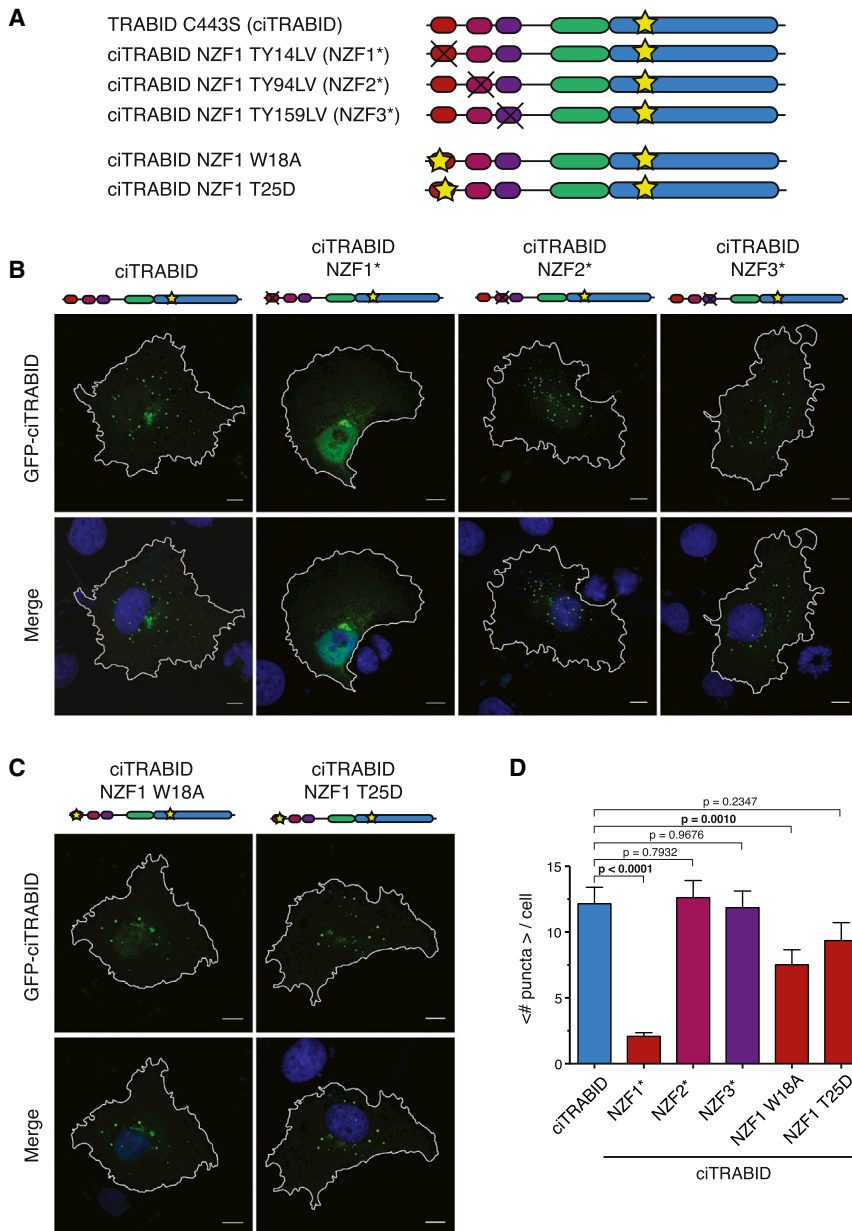 A
TRABID C443S (ciTRABID)
ciTRABID NZF1 TY14LV (NZF1*)
ciTRABID NZF1 TY94LV (NZF2*)
ciTRABID NZF1 TY159LV (NZF3*)
ciTRABID NZF1 W18A
ciTRABID NZF1 T25D
B
ciTRABID
ciTRABID
NZF1*
ciTRABID
NZF2*
ciTRABID
NZF3*
GFP-ciTRABID
Merge
C
ciTRABID
NZF1 W18A
ciTRABID
NZF1 T25D
GFP-ciTRABID
Merge
D
p = 0.2347
p = 0.0010
p = 0.9676
p = 0.7932
p < 0.0001
<# puncta > / cell
15
10
5
0
ciTRABID
NZF1*
NZF2*
NZF3*
NZF1 W18A
NZF1 T25D
ciTRABID